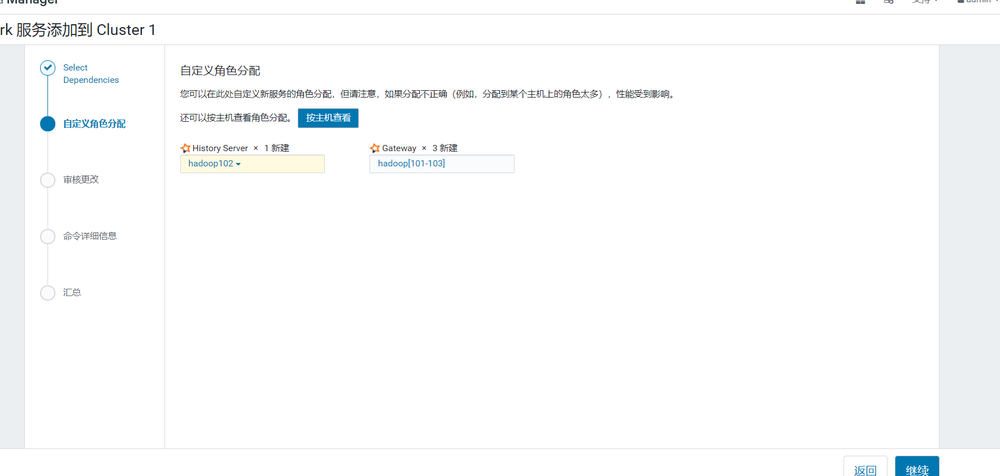 Manager
支持
admin
rk 服务添加到 Cluster 1
Select
Dependencies
自定义角色分配
审核更改
命令详细信息
汇总
自定义角色分配
您可以在此处自定义新服务的角色分配，但请注意，如果分配不正确（例如，分配到某个主机上的角色太多），性能受到影响。
还可以按主机查看角色分配。 按主机查看
History Server × 1 新建
hadoop102
Gateway × 3 新建
hadoop[101-103]
返回
继续